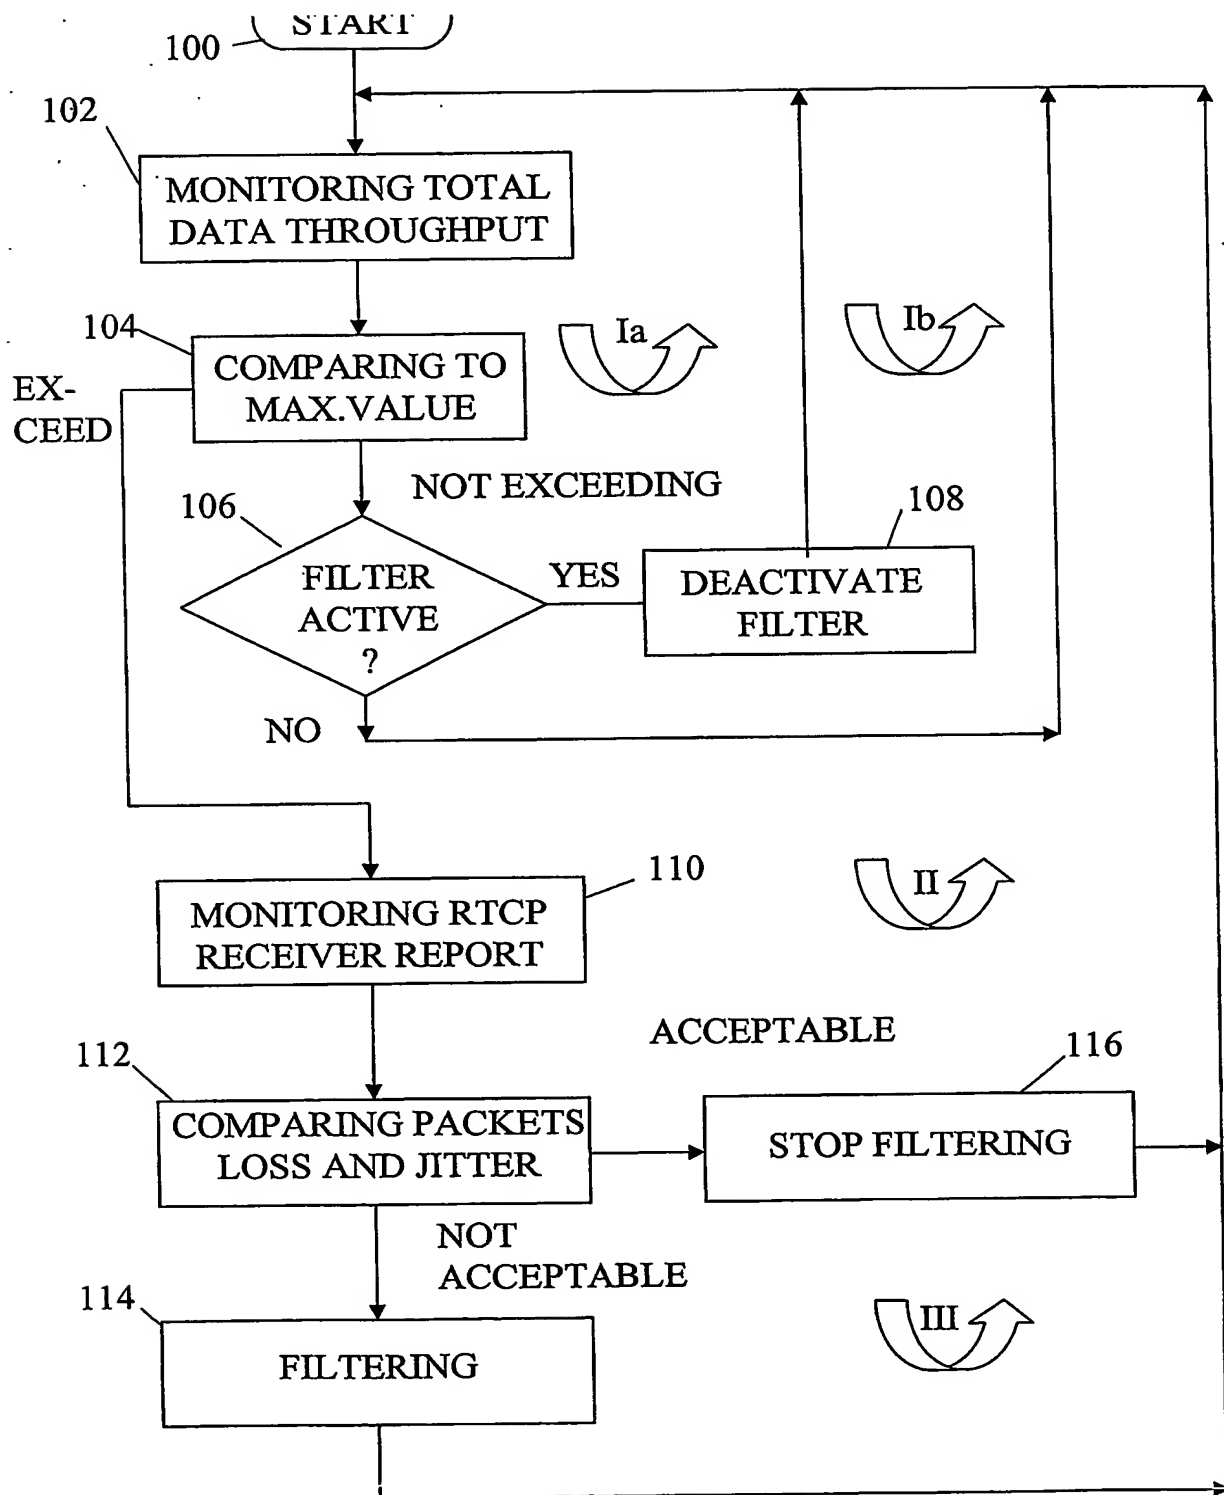 START
100
102
MONITORING TOTAL
DATA THROUGHPUT
104
COMPARING TO
MAX.VALUE
Ia
Ib
EX-
CEED
NOT EXCEEDING
106
FILTER
ACTIVE
?
YES
108
DEACTIVATE
FILTER
NO
110
MONITORING RTCP
RECEIVER REPORT
II
ACCEPTABLE
112
COMPARING PACKETS
LOSS AND JITTER
116
STOP FILTERING
NOT
ACCEPTABLE
114
FILTERING
III